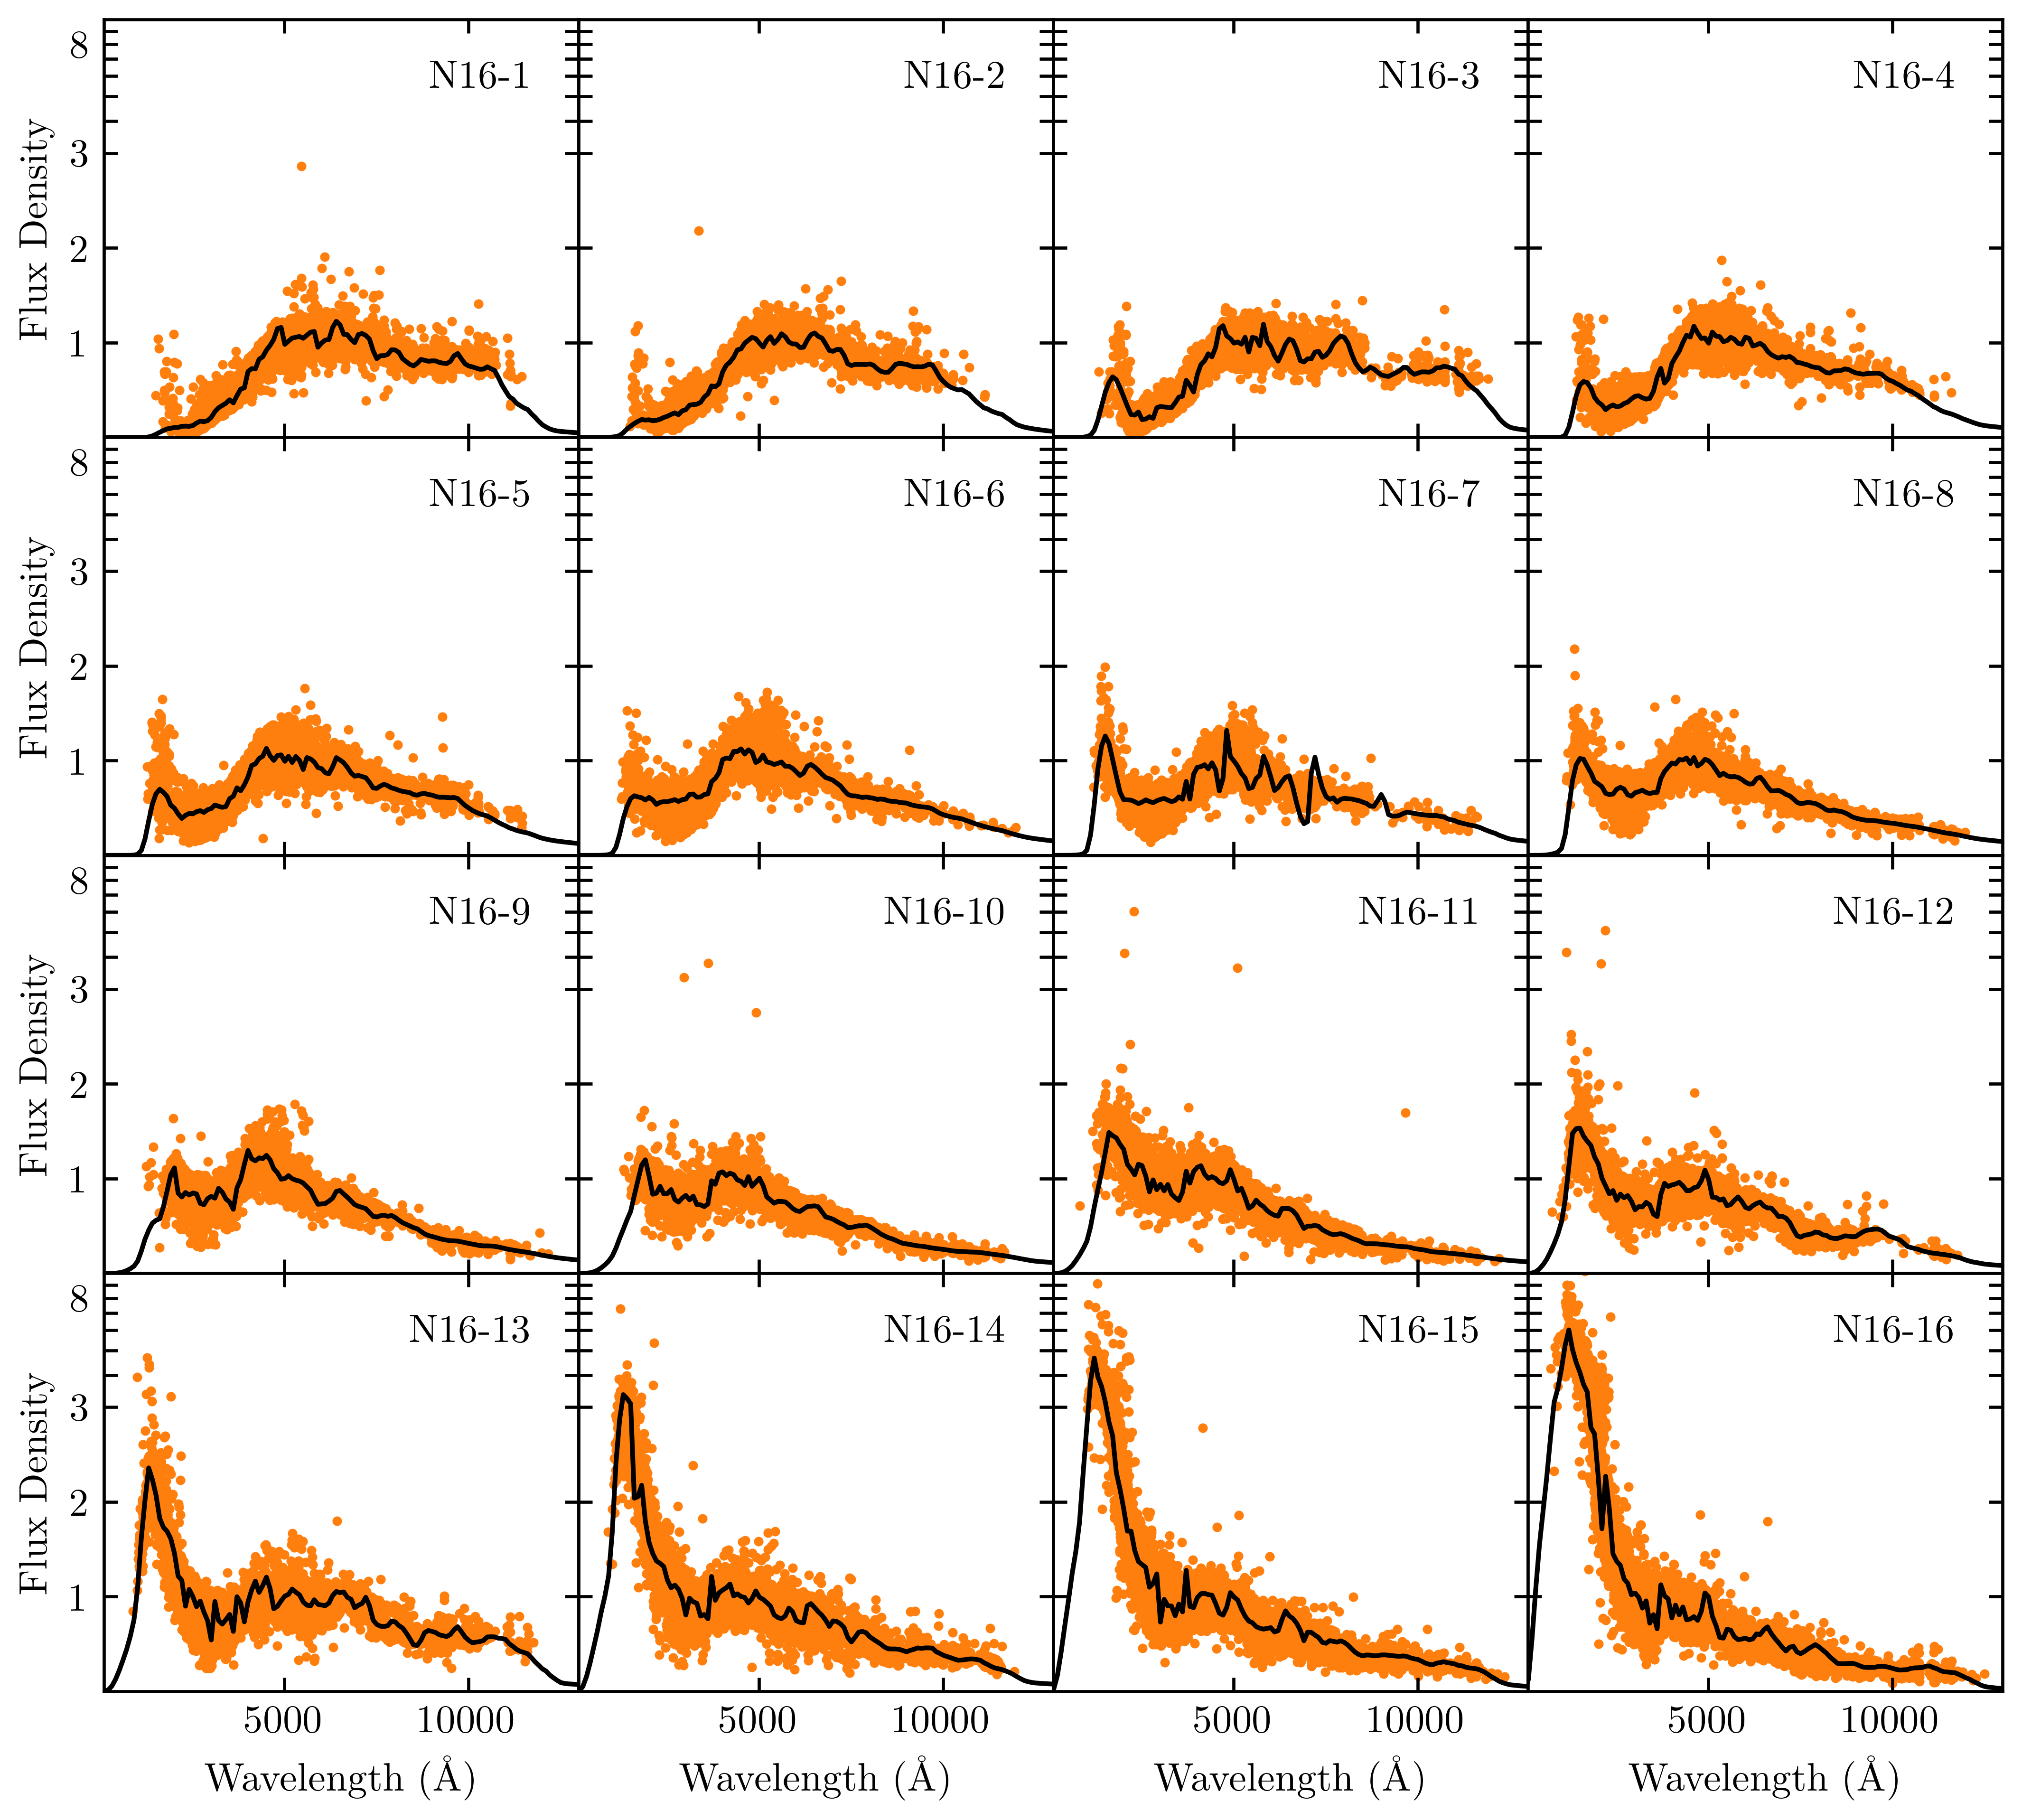 8
N16-1 N16-2 N16-3 N16-4
3
2
1
Flux Density
8
N16-5 N16-6 N16-7 N16-8
3
2
1
Flux Density
8
N16-9 N16-10 N16-11 N16-12
3
2
1
Flux Density
8
N16-13 N16-14 N16-15 N16-16
3
2
1
Flux Density
5000 10000 5000 10000 5000 10000 5000 10000
Wavelength (Å) Wavelength (Å) Wavelength (Å) Wavelength (Å)